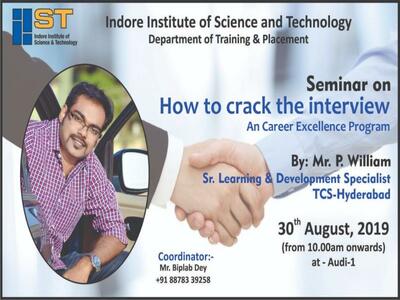 IIST
Indore Institute of
Science & Technology
Indore Institute of Science and Technology
Department of Training & Placement
Seminar on
How to crack the interview
An Career Excellence Program
By: Mr. P. William
Sr. Learning & Development Specialist
TCS-Hyderabad
30th August, 2019
(from 10.00am onwards)
at - Audi-1
Coordinator:-
Mr. Biplab Dey
+91 88783 39258